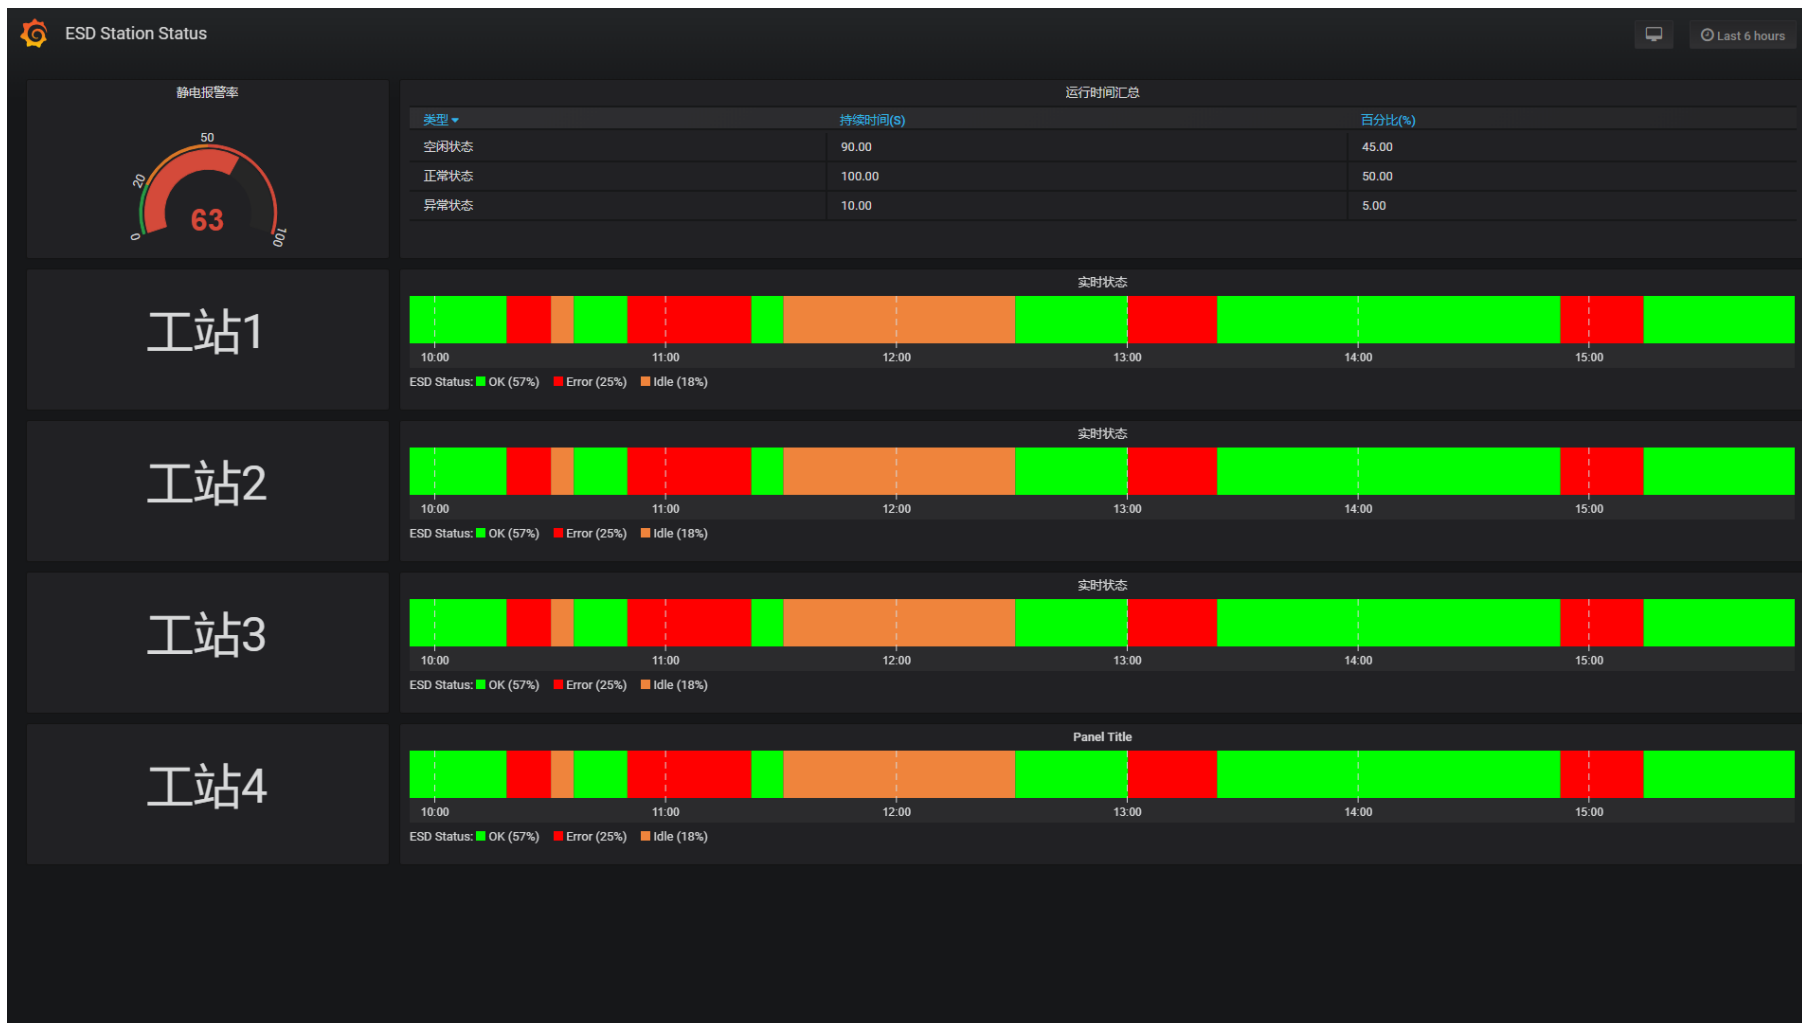 ESD Station Status
Last 6 hours
静电报警率
0
20
50
100
63
运行时间汇总
类型 持续时间(S) 百分比(%)
空闲状态 90.00 45.00
正常状态 100.00 50.00
异常状态 10.00 5.00
工站1
实时状态
10:00 11:00 12:00 13:00 14:00 15:00
ESD Status: OK (57%) Error (25%) Idle (18%)
工站2
实时状态
10:00 11:00 12:00 13:00 14:00 15:00
ESD Status: OK (57%) Error (25%) Idle (18%)
工站3
实时状态
10:00 11:00 12:00 13:00 14:00 15:00
ESD Status: OK (57%) Error (25%) Idle (18%)
工站4
Panel Title
10:00 11:00 12:00 13:00 14:00 15:00
ESD Status: OK (57%) Error (25%) Idle (18%)